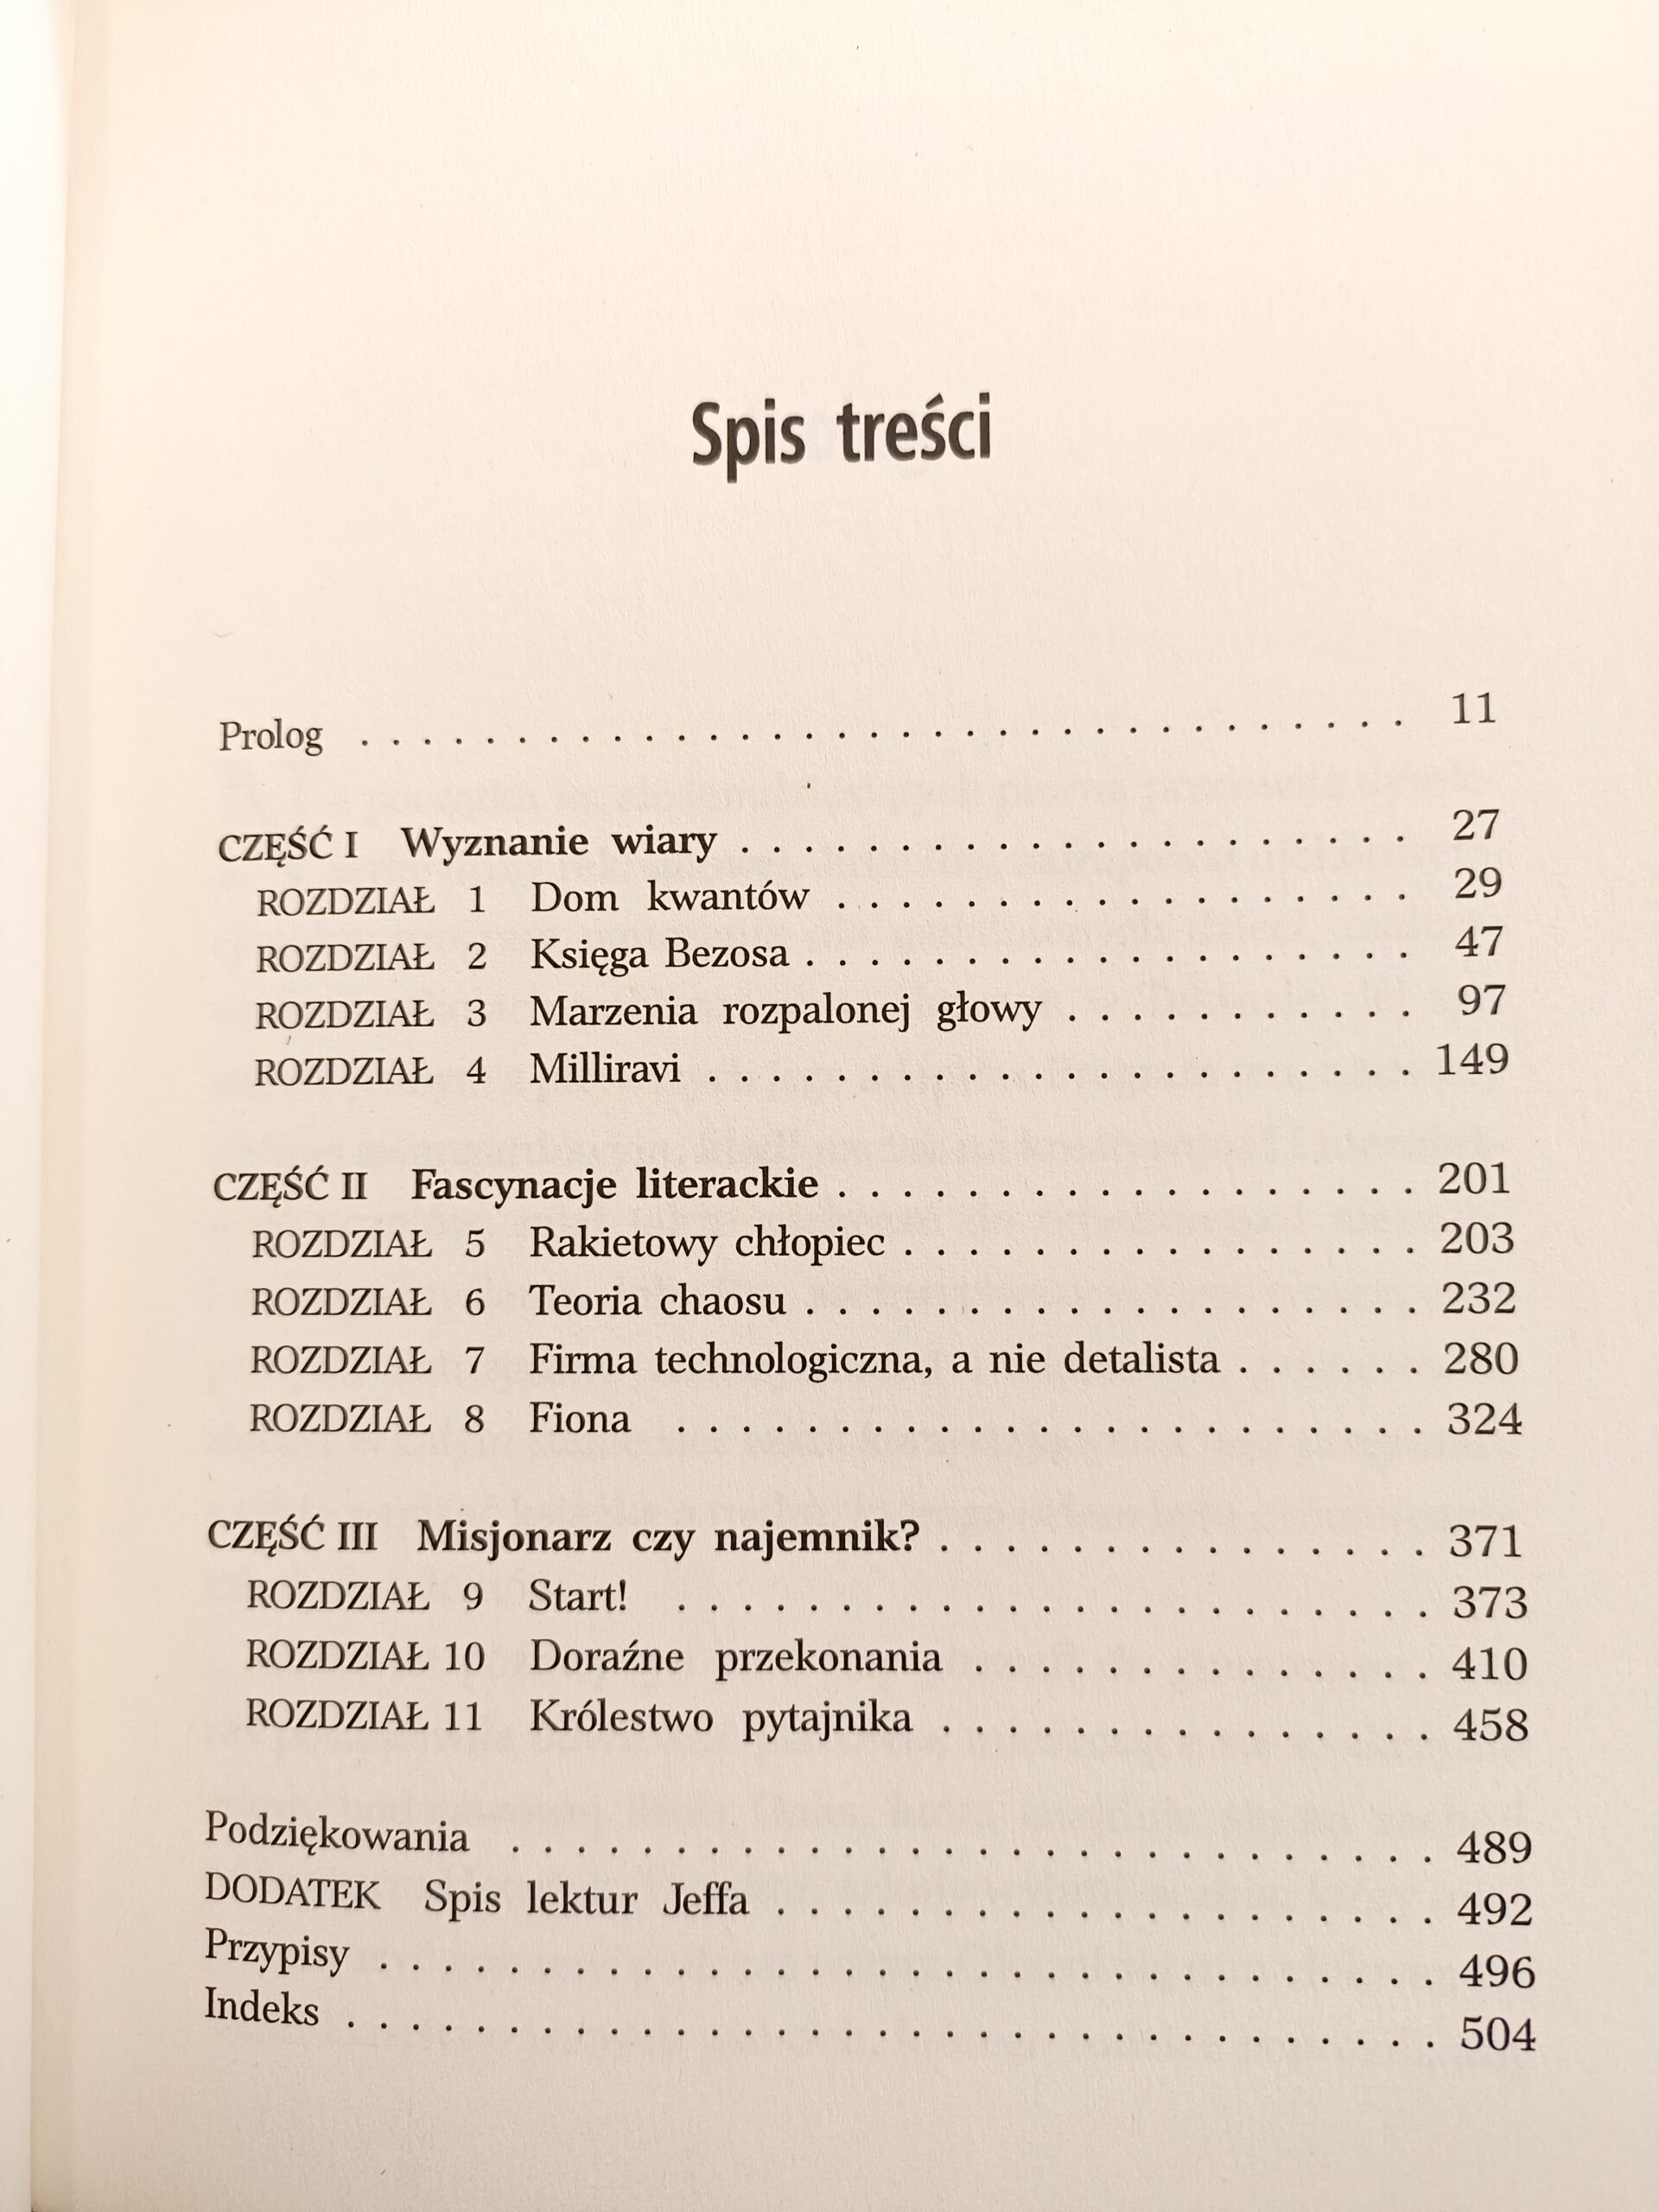 Spis treści
Prolog . . . . . . . . . . . . . . . . . . . . . . . . . . . . . . . . . 11
CZĘŚĆ I Wyznanie wiary . . . . . . . . . . . . . . . . . . . . . 27
ROZDZIAŁ 1 Dom kwantów . . . . . . . . . . . . . . . . . . 29
ROZDZIAŁ 2 Księga Bezosa . . . . . . . . . . . . . . . . . . . 47
ROZDZIAŁ 3 Marzenia rozpalonej głowy . . . . . . . . . . . 97
ROZDZIAŁ 4 Milliravi . . . . . . . . . . . . . . . . . . . . . . 149
CZĘŚĆ II Fascynacje literackie . . . . . . . . . . . . . . . . . . 201
ROZDZIAŁ 5 Rakietowy chłopiec . . . . . . . . . . . . . . . . 203
ROZDZIAŁ 6 Teoria chaosu . . . . . . . . . . . . . . . . . . . 232
ROZDZIAŁ 7 Firma technologiczna, a nie detalista . . . . . . 280
ROZDZIAŁ 8 Fiona . . . . . . . . . . . . . . . . . . . . . . . 324
CZĘŚĆ III Misjonarz czy najemnik? . . . . . . . . . . . . . . . 371
ROZDZIAŁ 9 Start! . . . . . . . . . . . . . . . . . . . . . . . 373
ROZDZIAŁ 10 Doraźne przekonania . . . . . . . . . . . . . . 410
ROZDZIAŁ 11 Królestwo pytajnika . . . . . . . . . . . . . . . 458
Podziękowania . . . . . . . . . . . . . . . . . . . . . . . . . . . . 489
DODATEK Spis lektur Jeffa . . . . . . . . . . . . . . . . . . . . 492
Przypisy . . . . . . . . . . . . . . . . . . . . . . . . . . . . . . . . 496
Indeks . . . . . . . . . . . . . . . . . . . . . . . . . . . . . . . . . 504